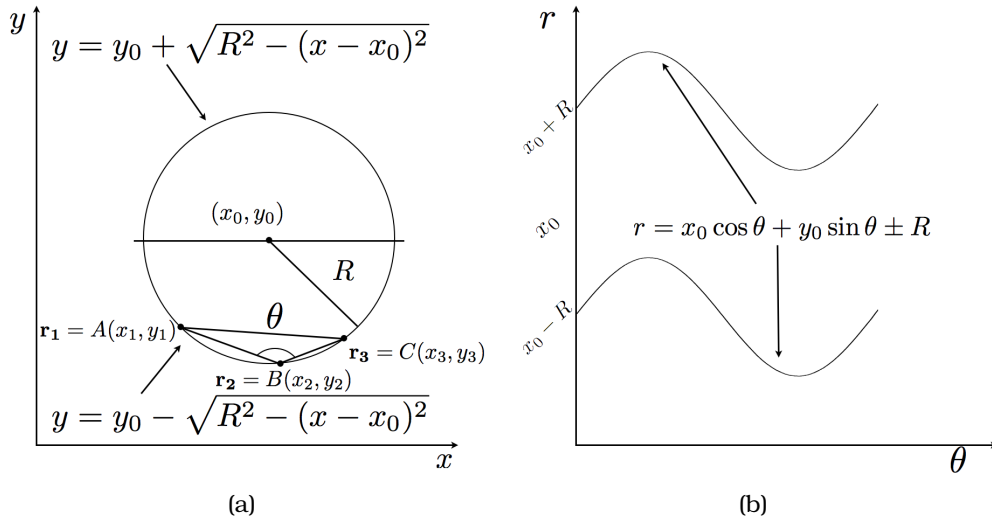 y
y = y_0 + \sqrt{R^2 - (x - x_0)^2}
(x_0, y_0)
R
θ
r_1 = A(x_1, y_1)
r_3 = C(x_3, y_3)
r_2 = B(x_2, y_2)
y = y_0 - \sqrt{R^2 - (x - x_0)^2}
x
(a)
r
x_0 + R
x_0
r = x_0 cos θ + y_0 sin θ ± R
x_0 - R
θ
(b)